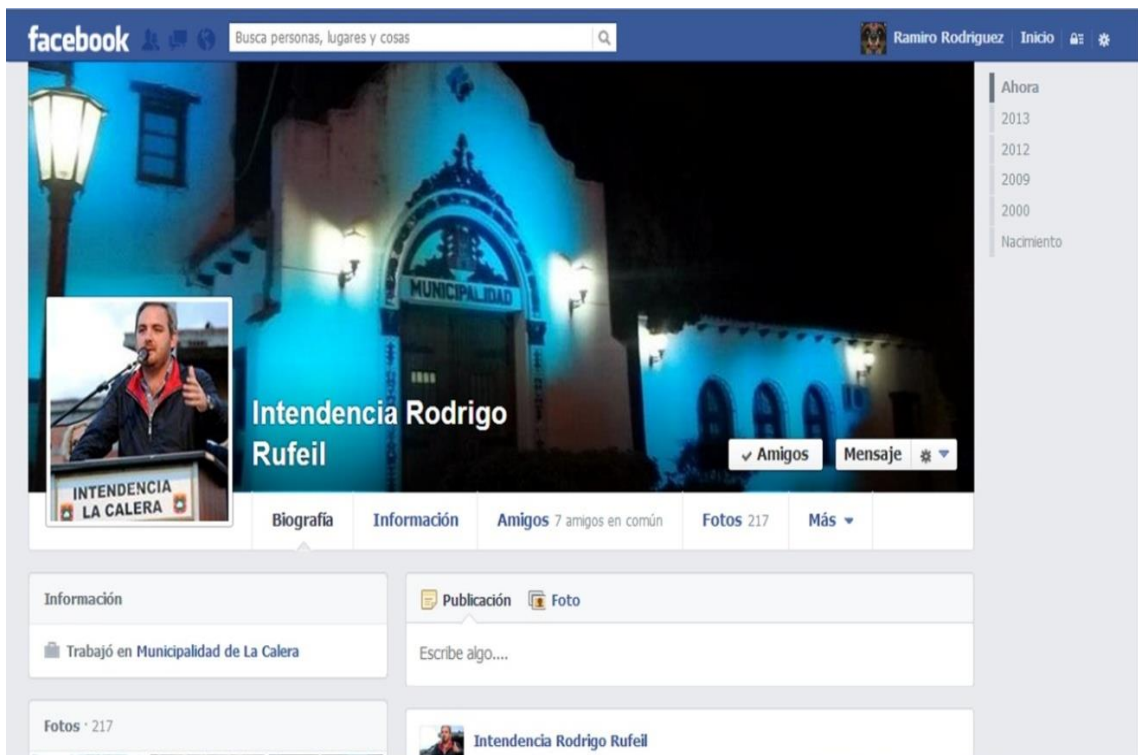 facebook
Busca personas, lugares y cosas
Ramiro Rodriguez Inicio
Ahora
2013
2012
2009
2000
Nacimiento
MUNICIPALIDAD
INTENDENCIA
LA CALERA
Intendencia Rodrigo
Rufeil
Amigos Mensaje
Biografía Información Amigos 7 amigos en común Fotos 217 Más
Información
Trabajó en Municipalidad de La Calera
Fotos · 217
Publicación Foto
Escribe algo....
Intendencia Rodrigo Rufeil